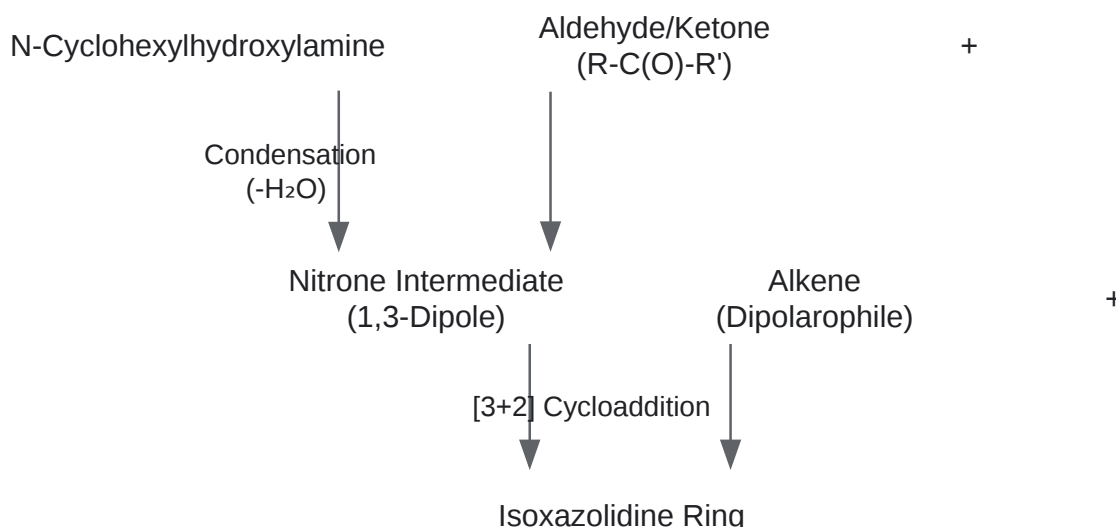 N-Cyclohexylhydroxylamine
Aldehyde/Ketone
(R-C(O)-R')
+
Condensation
(-H₂O)
Nitrone Intermediate
(1,3-Dipole)
Alkene
(Dipolarophile)
+
[3+2] Cycloaddition
Isoxazolidine Ring